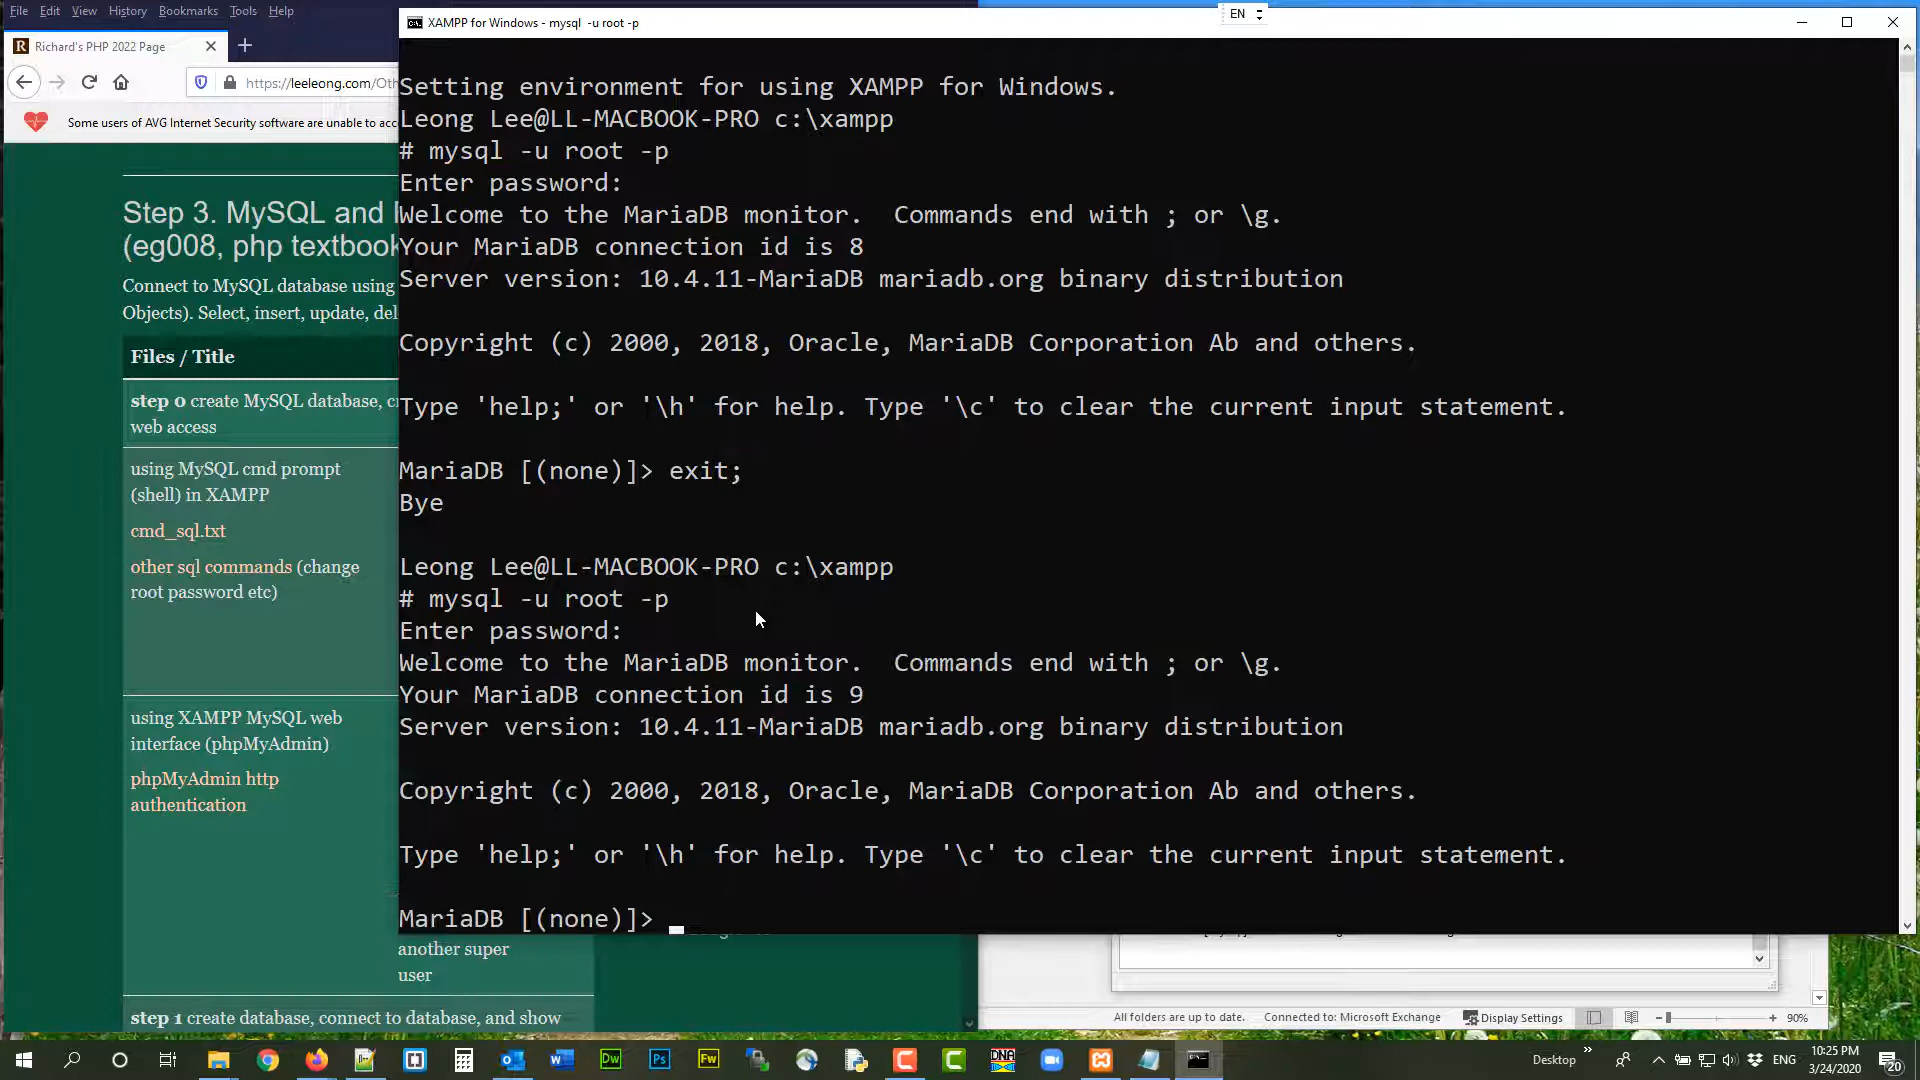 File Edit View History Bookmarks Tools Help
Richard's PHP 2022 Page
https://leeleong.com/Oth
Some users of AVG Internet Security software are unable to acc
Step 3. MySQL and
(eg008, php textbook
Connect to MySQL database using
Objects). Select, insert, update, del
Files / Title
step 0 create MySQL database, cr
web access
using MySQL cmd prompt
(shell) in XAMPP
cmd_sql.txt
other sql commands (change
root password etc)
using XAMPP MySQL web
interface (phpMyAdmin)
phpMyAdmin http
authentication
another super
user
step 1 create database, connect to database, and show
XAMPP for Windows - mysql -u root -p
EN
Setting environment for using XAMPP for Windows.
Leong Lee@LL-MACBOOK-PRO c:\xampp
# mysql -u root -p
Enter password:
Welcome to the MariaDB monitor.  Commands end with ; or \g.
Your MariaDB connection id is 8
Server version: 10.4.11-MariaDB mariadb.org binary distribution
Copyright (c) 2000, 2018, Oracle, MariaDB Corporation Ab and others.
Type 'help;' or '\h' for help. Type '\c' to clear the current input statement.
MariaDB [(none)]> exit;
Bye
Leong Lee@LL-MACBOOK-PRO c:\xampp
# mysql -u root -p
Enter password:
Welcome to the MariaDB monitor.  Commands end with ; or \g.
Your MariaDB connection id is 9
Server version: 10.4.11-MariaDB mariadb.org binary distribution
Copyright (c) 2000, 2018, Oracle, MariaDB Corporation Ab and others.
Type 'help;' or '\h' for help. Type '\c' to clear the current input statement.
MariaDB [(none)]>
All folders are up to date. Connected to: Microsoft Exchange Display Settings 90%
Desktop ENG
10:25 PM
3/24/2020
20